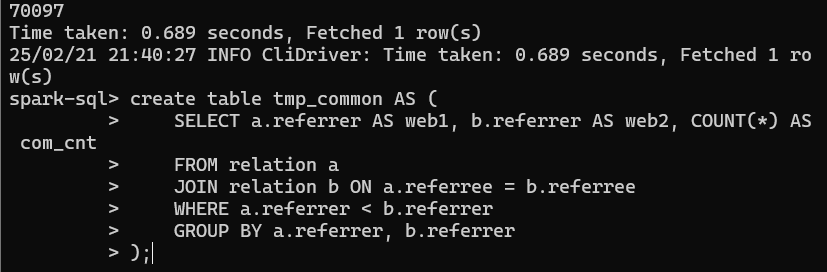 70097
Time taken: 0.689 seconds, Fetched 1 row(s)
25/02/21 21:40:27 INFO CliDriver: Time taken: 0.689 seconds, Fetched 1 ro
w(s)
spark-sql> create table tmp_common AS (
         >     SELECT a.referrer AS web1, b.referrer AS web2, COUNT(*) AS
 com_cnt
         >     FROM relation a
         >     JOIN relation b ON a.referree = b.referree
         >     WHERE a.referrer < b.referrer
         >     GROUP BY a.referrer, b.referrer
         > );